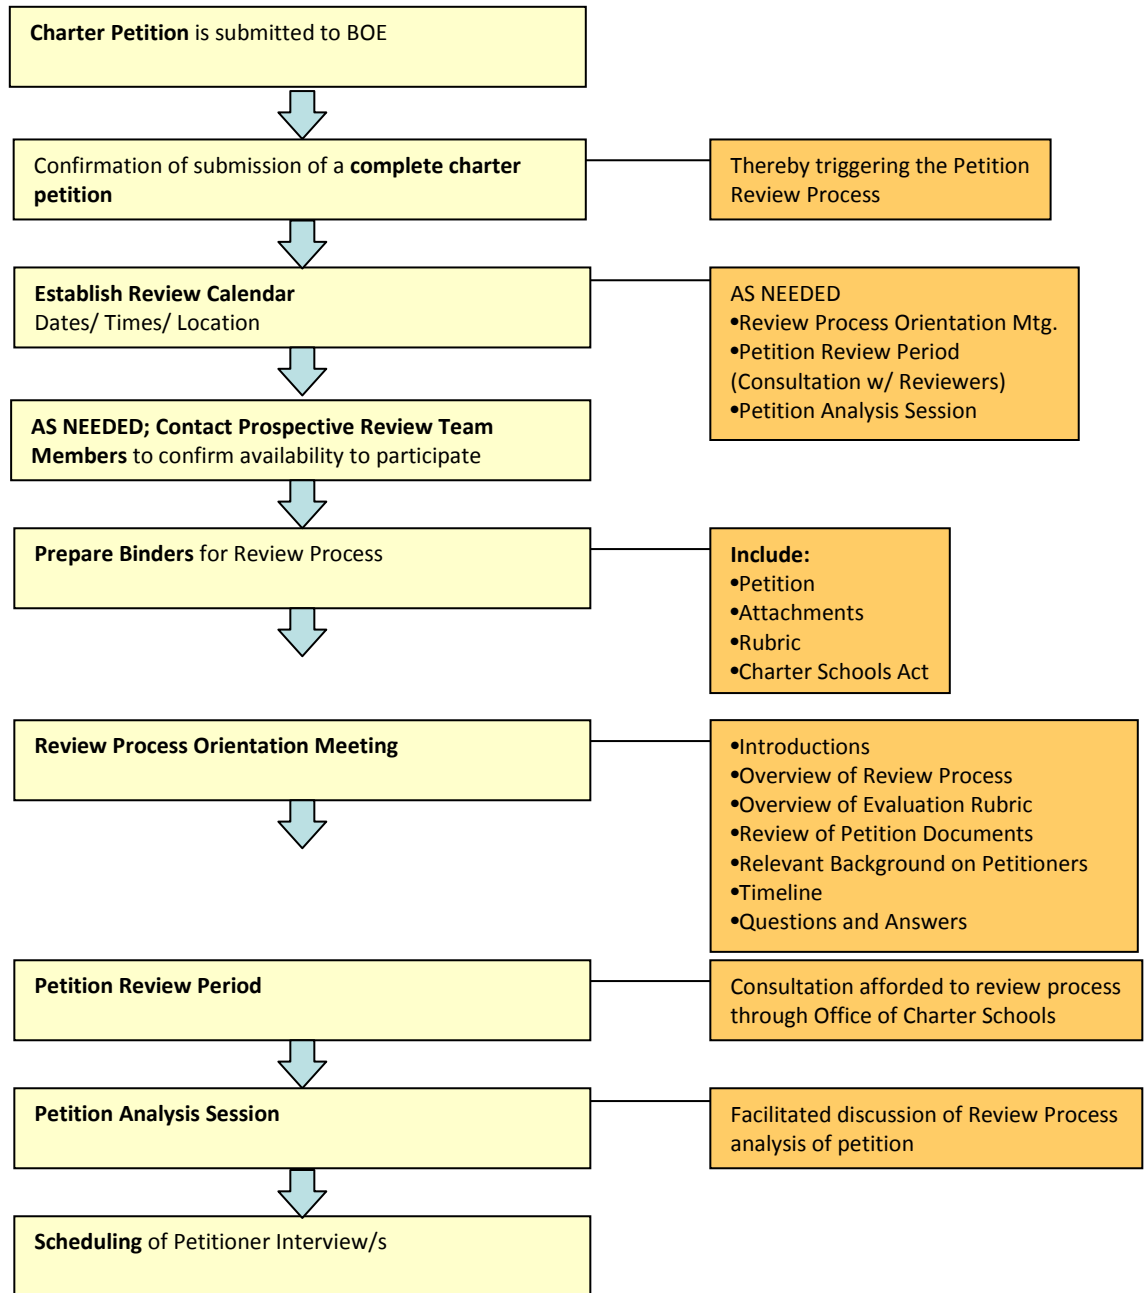 Charter Petition is submitted to BOE
Confirmation of submission of a complete charter
petition
Thereby triggering the Petition
Review Process
Establish Review Calendar
Dates/ Times/ Location
AS NEEDED
•Review Process Orientation Mtg.
•Petition Review Period
(Consultation w/ Reviewers)
•Petition Analysis Session
AS NEEDED; Contact Prospective Review Team
Members to confirm availability to participate
Prepare Binders for Review Process
Include:
•Petition
•Attachments
•Rubric
•Charter Schools Act
Review Process Orientation Meeting
•Introductions
•Overview of Review Process
•Overview of Evaluation Rubric
•Review of Petition Documents
•Relevant Background on Petitioners
•Timeline
•Questions and Answers
Petition Review Period
Consultation afforded to review process
through Office of Charter Schools
Petition Analysis Session
Facilitated discussion of Review Process
analysis of petition
Scheduling of Petitioner Interview/s